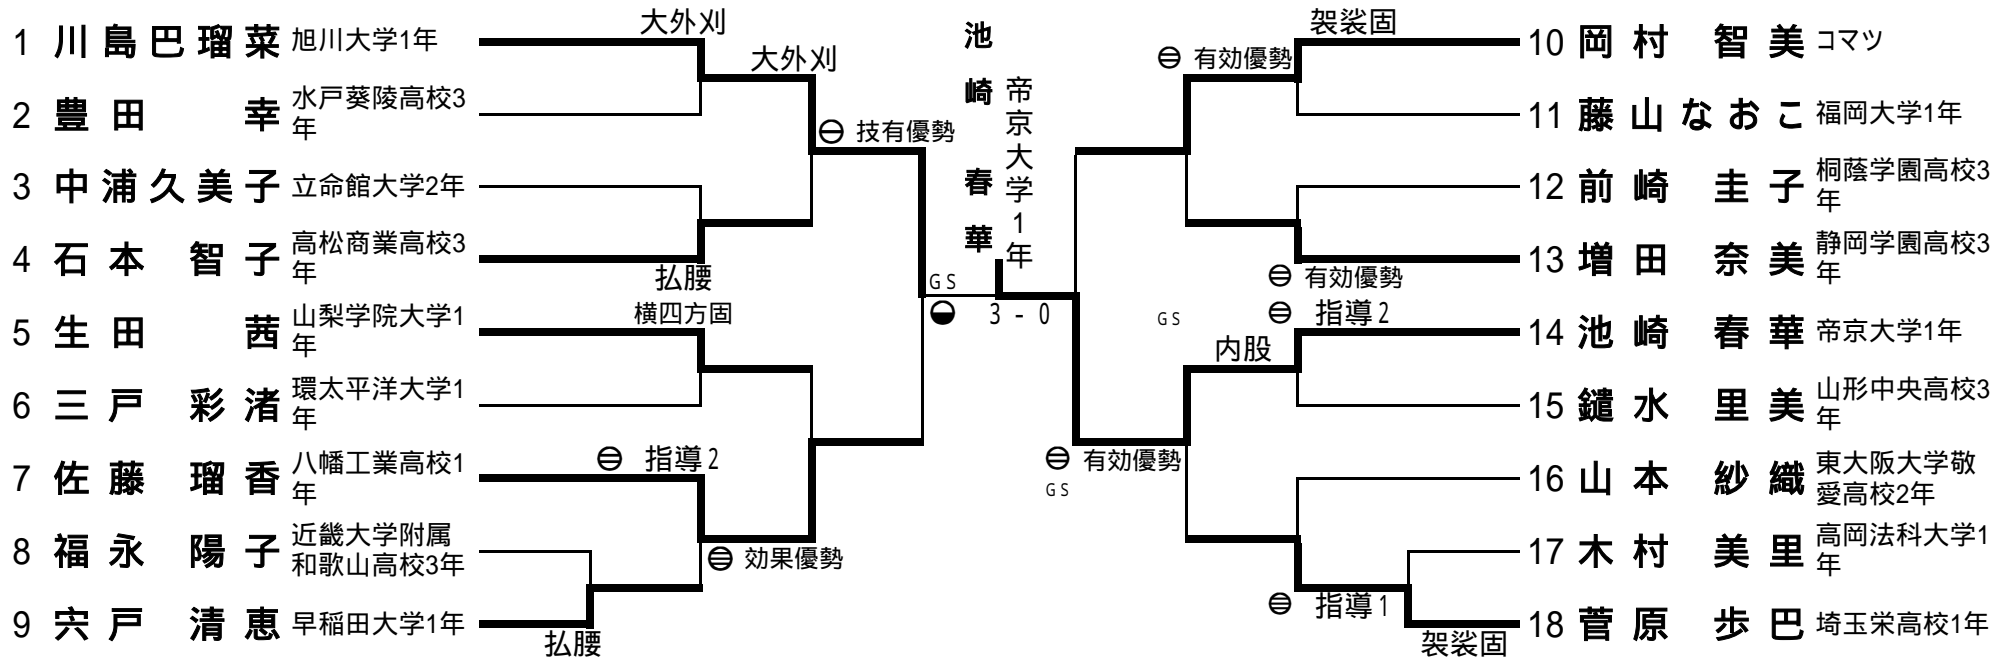 1 川島巴瑠菜 旭川大学1年
2 豊田 幸 水戸葵陵高校3
年
3 中浦久美子 立命館大学2年
4 石本 智子 高松商業高校3
年
5 生田 茜 山梨学院大学1
年
6 三戸 彩渚 環太平洋大学1
年
7 佐藤 瑠香 八幡工業高校1
年
8 福永 陽子 近畿大学附属
和歌山高校3年
9 宍戸 清恵 早稲田大学1年
大外刈
大外刈
技有優勢
払腰
横四方固
指導2
効果優勢
払腰
GS
3-0
池崎 春華
帝京大学1年
袈裟固
有効優勢
有効優勢
指導2
GS
内股
有効優勢
GS
指導1
袈裟固
10 岡村 智美 コマツ
11 藤山なおこ 福岡大学1年
12 前崎 圭子 桐蔭学園高校3
年
13 増田 奈美 静岡学園高校3
年
14 池崎 春華 帝京大学1年
15 鑓水 里美 山形中央高校3
年
16 山本 紗織 東大阪大学敬
愛高校2年
17 木村 美里 高岡法科大学1
年
18 菅原 歩巴 埼玉栄高校1年